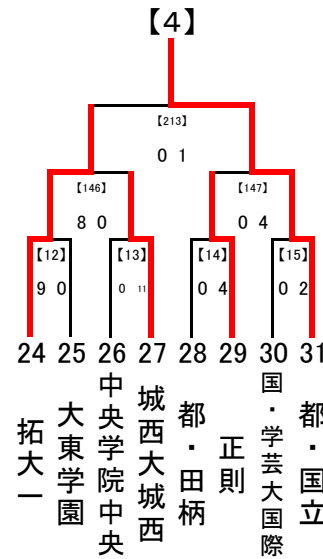 【4】
【213】
0 1
【146】 【147】
8 0 0 4
【12】 【13】 【14】 【15】
9 0 0 11 0 4 0 2
24 25 26 27 28 29 30 31
拓大一
大東学園
中央学院中央
城西大城西
都・田柄
正則
国・学芸大国際
都・国立